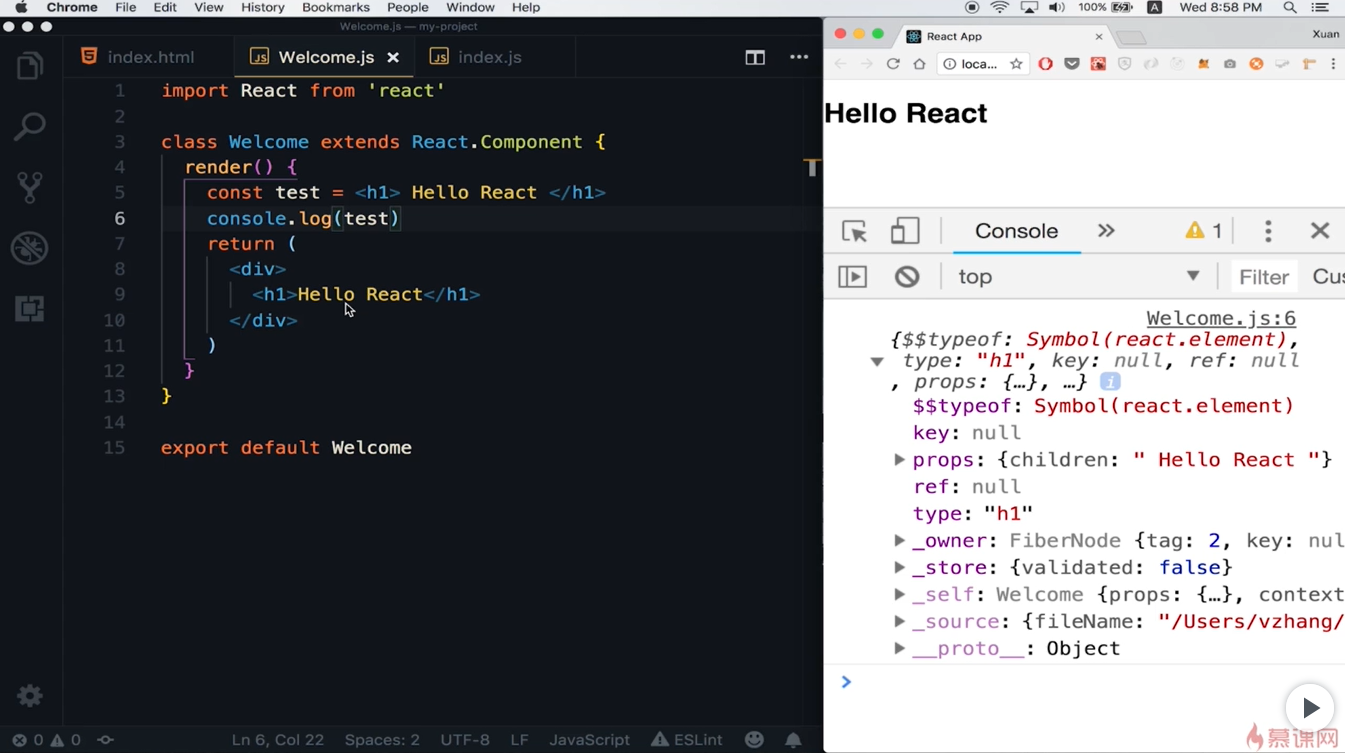 Chrome File Edit View History Bookmarks People Window Help 100% A Wed 8:58 PM
Welcome.js — my-project
index.html Welcome.js × index.js
1 import React from 'react'
2
3 class Welcome extends React.Component {
4 render() {
5 const test = <h1> Hello React </h1>
6 console.log(test)
7 return (
8 <div>
9 <h1>Hello React</h1>
10 </div>
11 )
12 }
13 }
14
15 export default Welcome
0 0 Ln 6, Col 22 Spaces: 2 UTF-8 LF JavaScript ESLint
React App × Xuan
loca...
Hello React
Console » 1
top Filter Cus
Welcome.js:6
{$$typeof: Symbol(react.element),
type: "h1", key: null, ref: null
, props: {…}, …} i
$$typeof: Symbol(react.element)
key: null
props: {children: " Hello React "}
ref: null
type: "h1"
_owner: FiberNode {tag: 2, key: nul
_store: {validated: false}
_self: Welcome {props: {…}, context
_source: {fileName: "/Users/vzhang/
__proto__: Object
>
慕课网